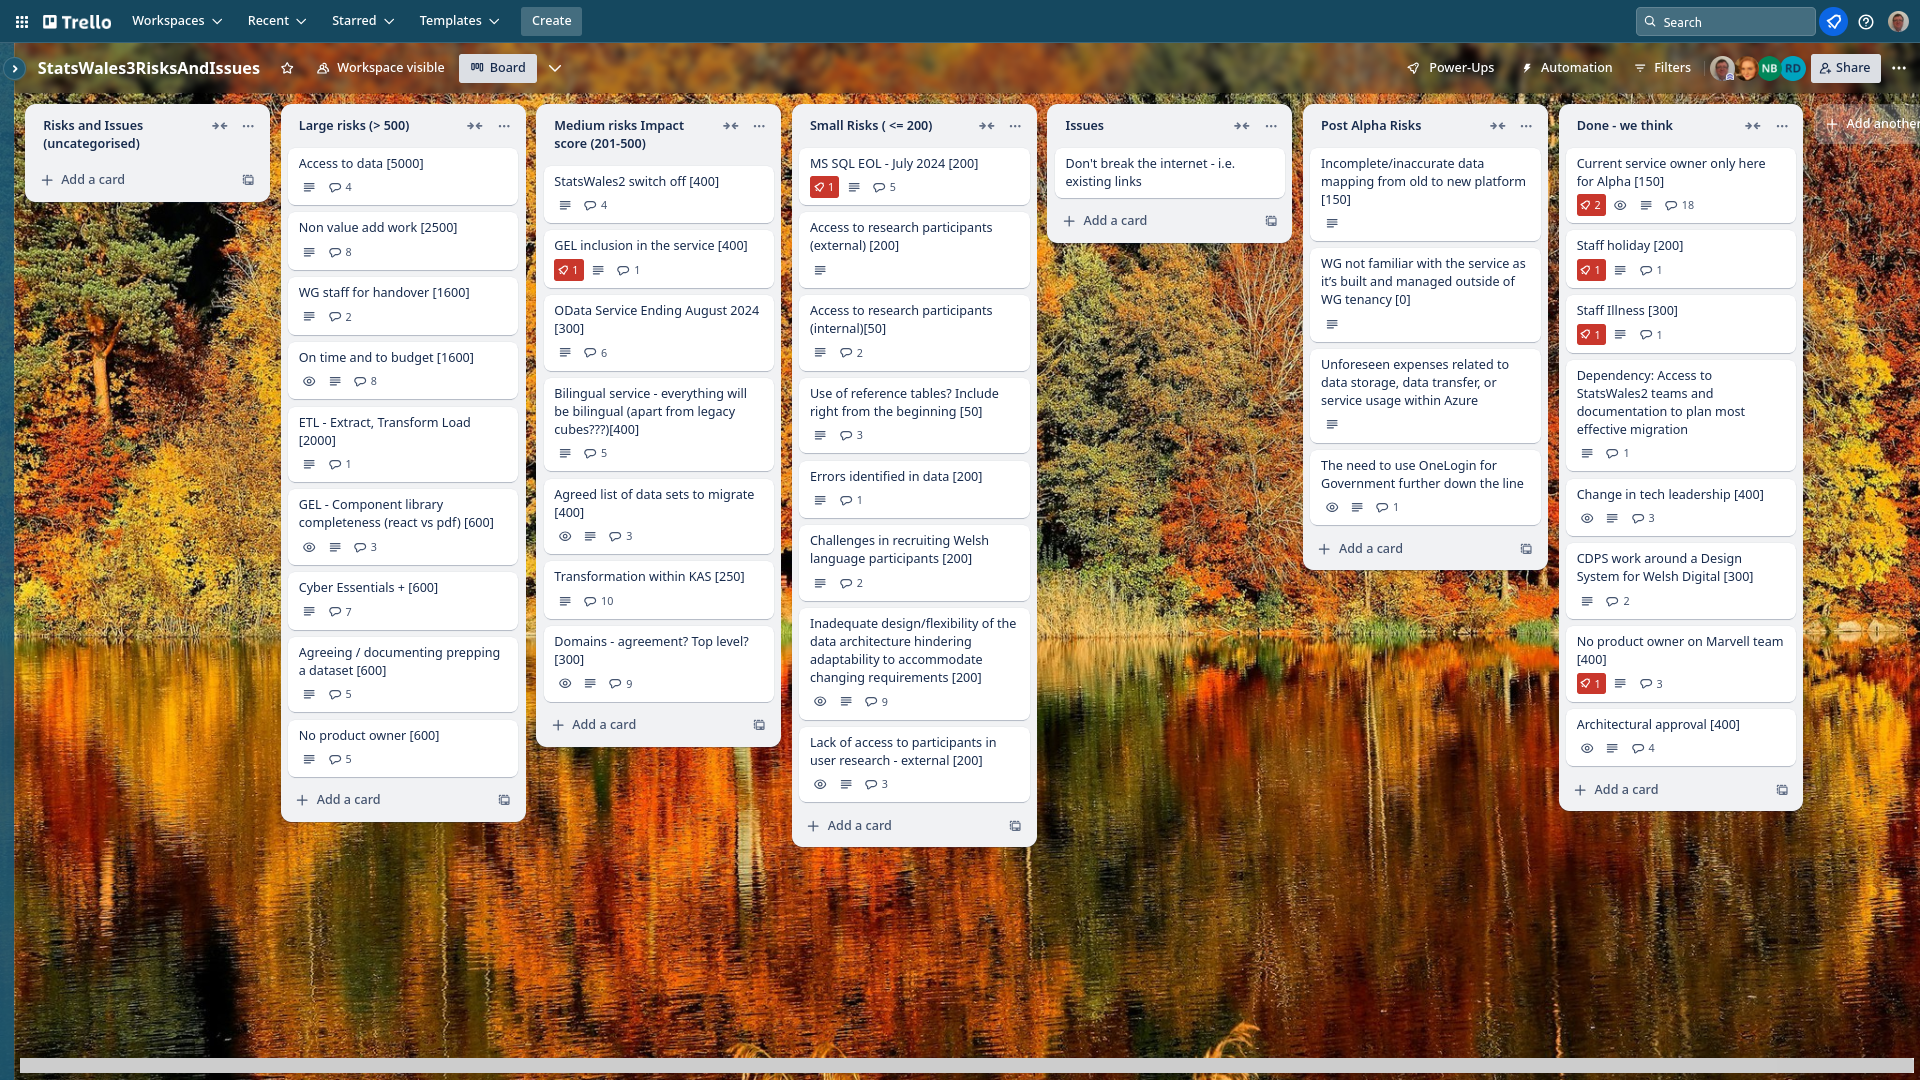 Trello
Workspaces
Recent
Starred
Templates
Create
Search
StatsWales3RisksAndIssues
Workspace visible
Board
Power-Ups
Automation
Filters
NB
RD
Share
Risks and Issues
(uncategorised)
Add a card
Large risks (> 500)
Access to data [5000]
4
Non value add work [2500]
8
WG staff for handover [1600]
2
On time and to budget [1600]
8
ETL - Extract, Transform Load
[2000]
1
GEL - Component library
completeness (react vs pdf) [600]
3
Cyber Essentials + [600]
7
Agreeing / documenting prepping
a dataset [600]
5
No product owner [600]
5
Add a card
Medium risks Impact
score (201-500)
StatsWales2 switch off [400]
4
GEL inclusion in the service [400]
1
1
OData Service Ending August 2024
[300]
6
Bilingual service - everything will
be bilingual (apart from legacy
cubes???)[400]
5
Agreed list of data sets to migrate
[400]
3
Transformation within KAS [250]
10
Domains - agreement? Top level?
[300]
9
Add a card
Small Risks ( <= 200)
MS SQL EOL - July 2024 [200]
1
5
Access to research participants
(external) [200]
Access to research participants
(internal)[50]
2
Use of reference tables? Include
right from the beginning [50]
3
Errors identified in data [200]
1
Challenges in recruiting Welsh
language participants [200]
2
Inadequate design/flexibility of the
data architecture hindering
adaptability to accommodate
changing requirements [200]
9
Lack of access to participants in
user research - external [200]
3
Add a card
Issues
Don't break the internet - i.e.
existing links
Add a card
Post Alpha Risks
Incomplete/inaccurate data
mapping from old to new platform
[150]
WG not familiar with the service as
it’s built and managed outside of
WG tenancy [0]
Unforeseen expenses related to
data storage, data transfer, or
service usage within Azure
The need to use OneLogin for
Government further down the line
1
Add a card
Done - we think
Current service owner only here
for Alpha [150]
2
18
Staff holiday [200]
1
1
Staff Illness [300]
1
1
Dependency: Access to
StatsWales2 teams and
documentation to plan most
effective migration
1
Change in tech leadership [400]
3
CDPS work around a Design
System for Welsh Digital [300]
2
No product owner on Marvell team
[400]
1
3
Architectural approval [400]
4
Add a card
Add another